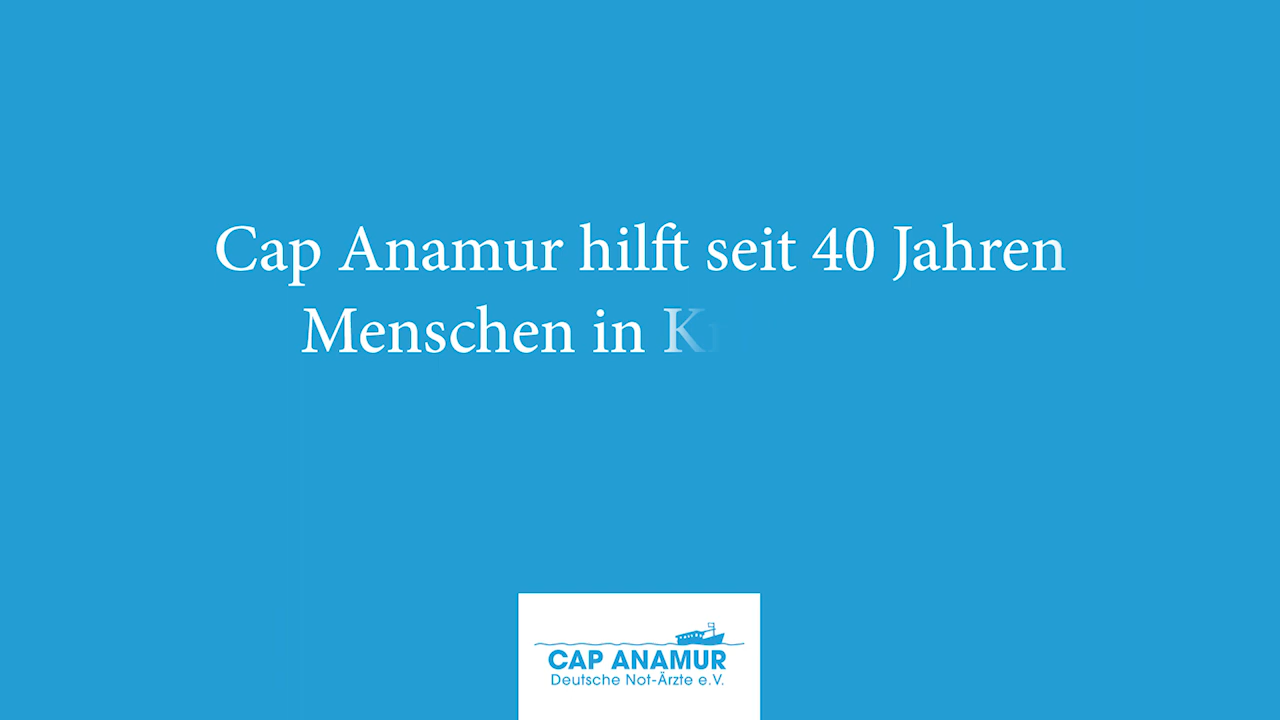 Cap Anamur hilft seit 40 Jahren
Menschen in
CAP ANAMUR
Deutsche Not-Ärzte e.V.